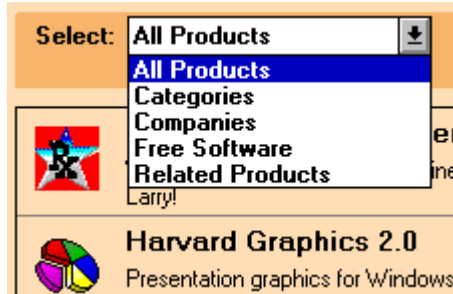 Select: All Products
All Products
Categories
Companies
Free Software
Related Products
Larry!
Harvard Graphics 2.0
Presentation graphics for Windows